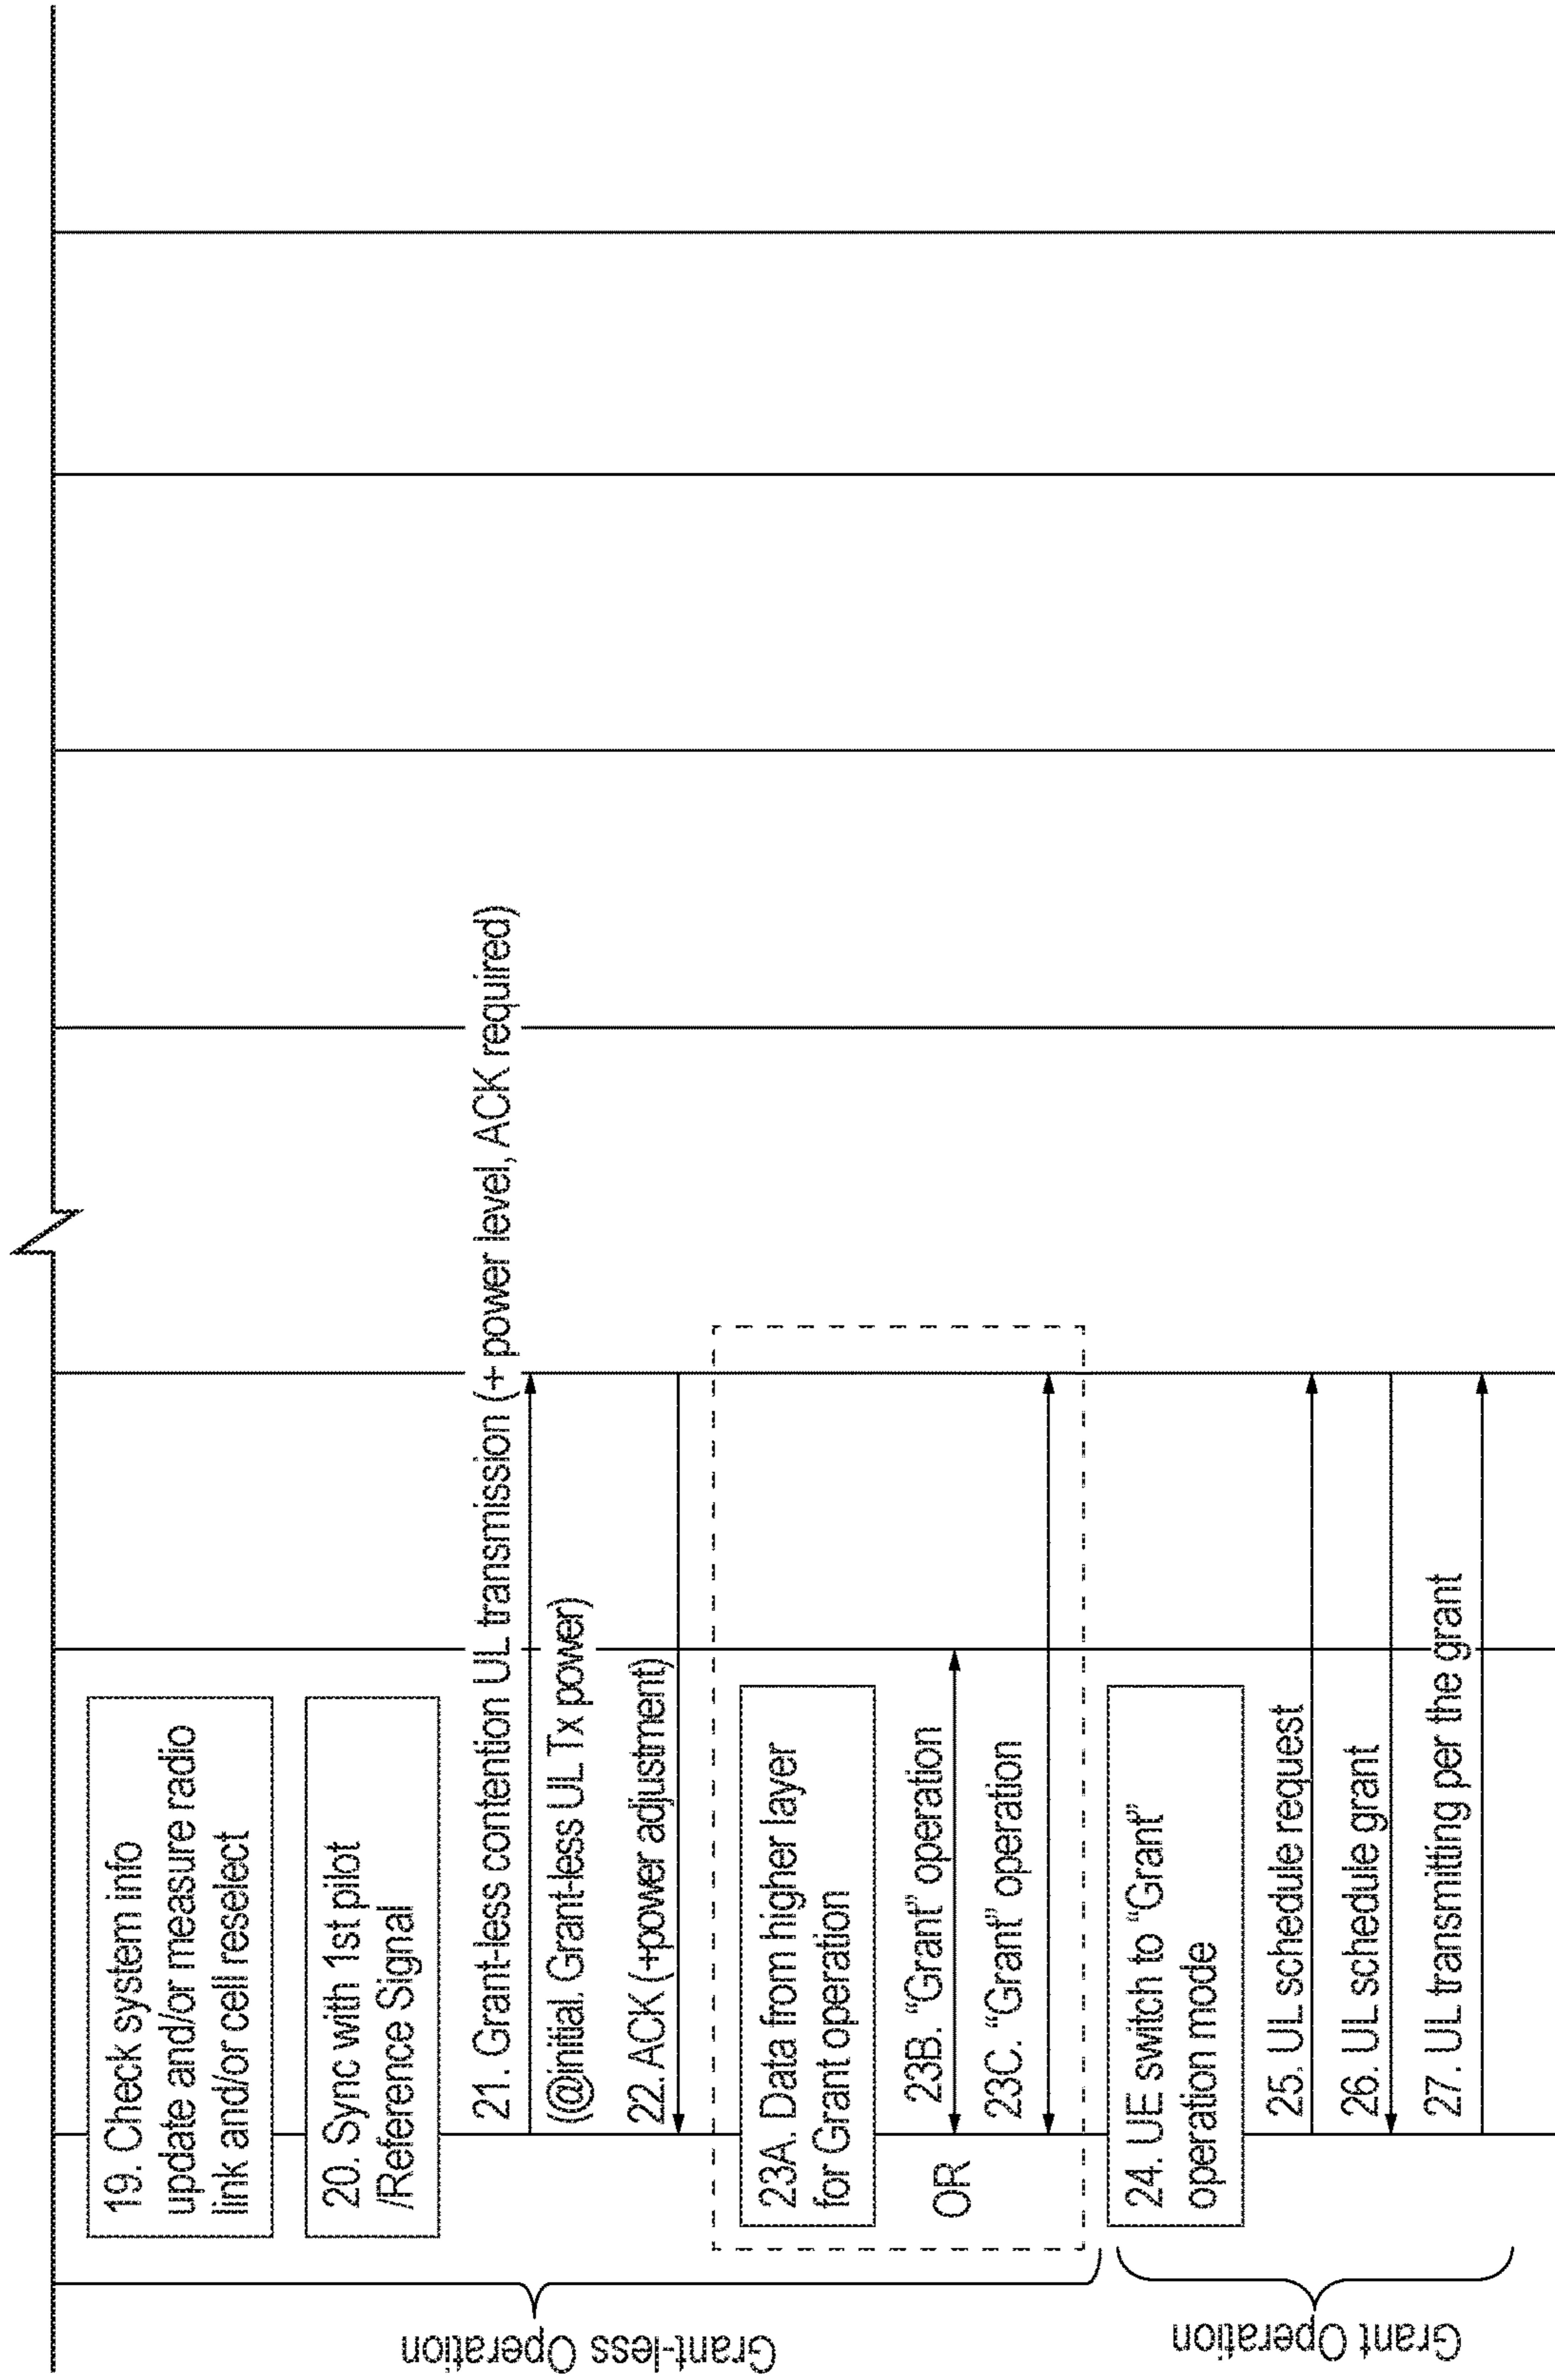 Grant-less Operation
19. Check system info
update and/or measure radio
link and/or cell reselect
20. Sync with 1st pilot
/Reference Signal
21. Grant-less contention UL transmission (+ power level, ACK required)
(@initial. Grant-less UL Tx power)
22. ACK (+power adjustment)
23A. Data from higher layer
for Grant operation
OR
23B. “Grant” operation
23C. “Grant” operation
Grant Operation
24. UE switch to “Grant”
operation mode
25. UL schedule request
26. UL schedule grant
27. UL transmitting per the grant